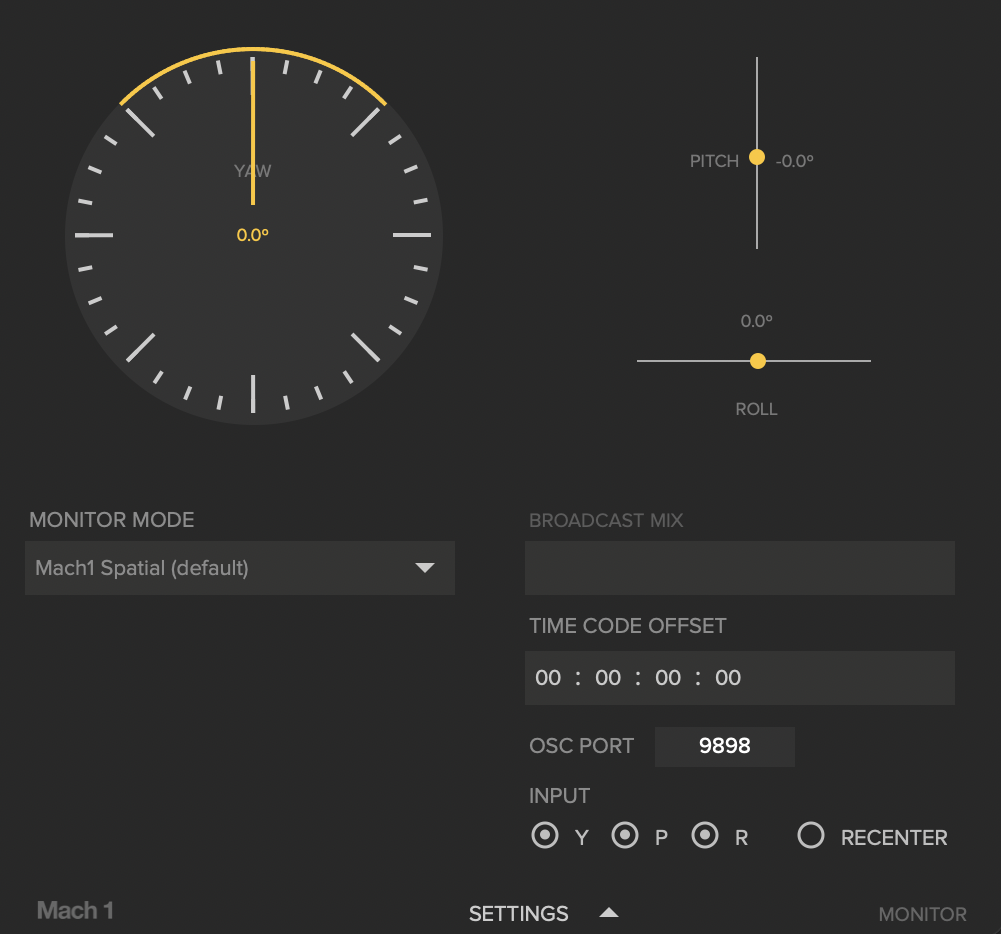 YAW
0.0º
PITCH
-0.0º
0.0º
ROLL
MONITOR MODE
Mach1 Spatial (default)
BROADCAST MIX
TIME CODE OFFSET
00 : 00 : 00 : 00
OSC PORT 9898
INPUT
Y P R RECENTER
Mach 1 SETTINGS MONITOR